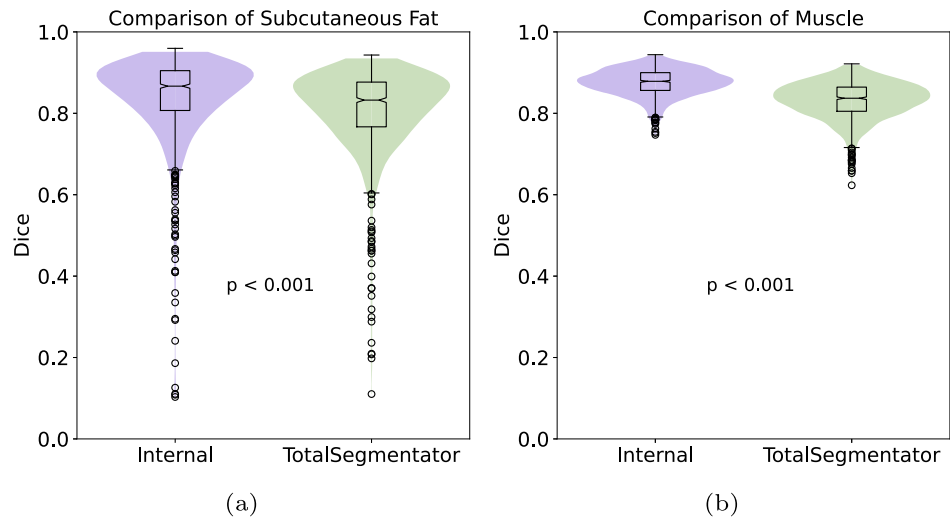 Comparison of Subcutaneous Fat
1.0
0.8
0.6
0.4
0.2
0.0
Dice
p < 0.001
Internal
TotalSegmentator
(a)
Comparison of Muscle
1.0
0.8
0.6
0.4
0.2
0.0
Dice
p < 0.001
Internal
TotalSegmentator
(b)